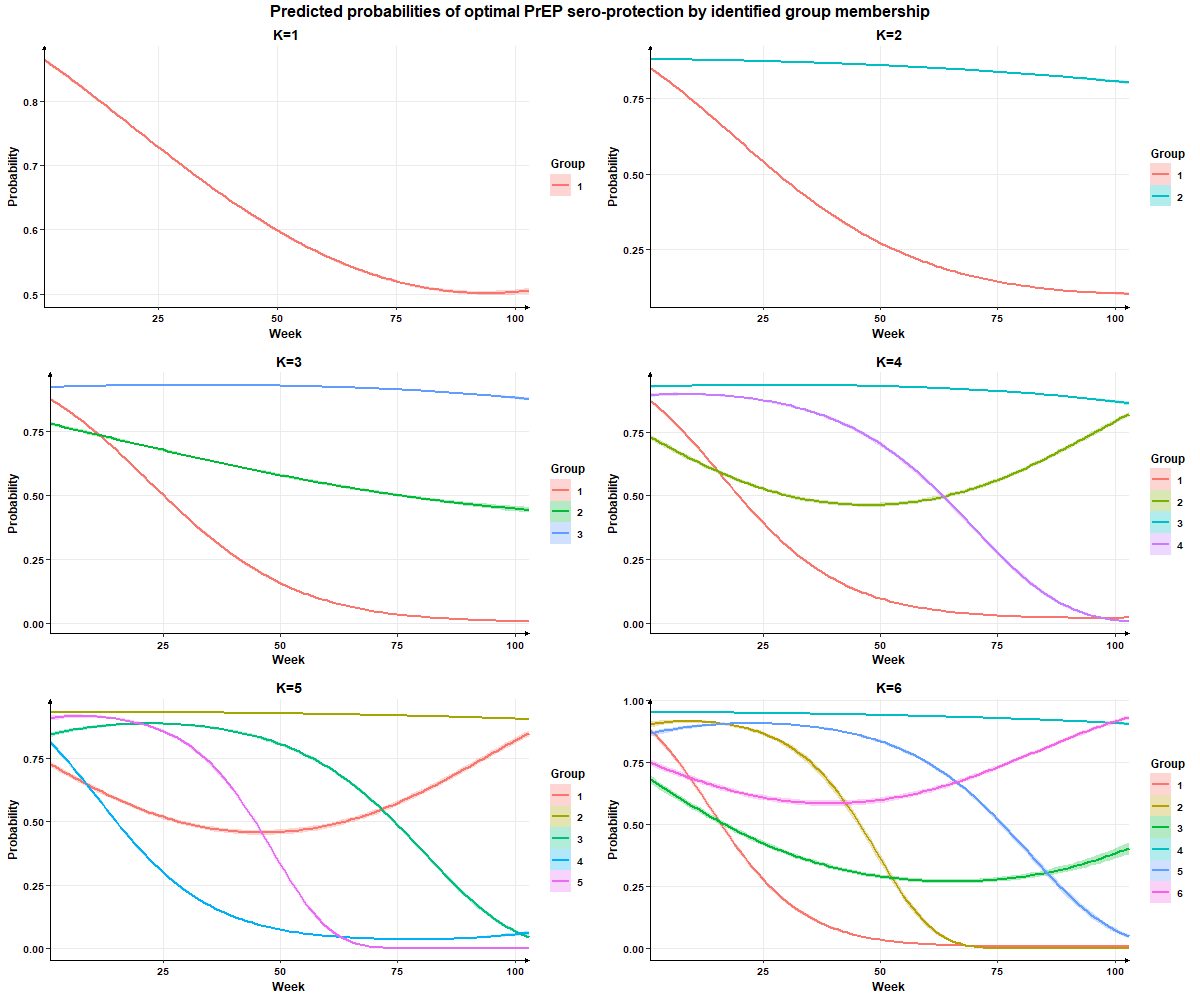 Predicted probabilities of optimal PrEP sero-protection by identified group membership
K=1
Probability
0.8
0.7
0.6
0.5
25 50 75 100
Week
Group
1
K=2
Probability
0.75
0.50
0.25
25 50 75 100
Week
Group
1
2
K=3
Probability
0.75
0.50
0.25
0.00
25 50 75 100
Week
Group
1
2
3
K=4
Probability
0.75
0.50
0.25
0.00
25 50 75 100
Week
Group
1
2
3
4
K=5
Probability
0.75
0.50
0.25
0.00
25 50 75 100
Week
Group
1
2
3
4
5
K=6
Probability
1.00
0.75
0.50
0.25
0.00
25 50 75 100
Week
Group
1
2
3
4
5
6